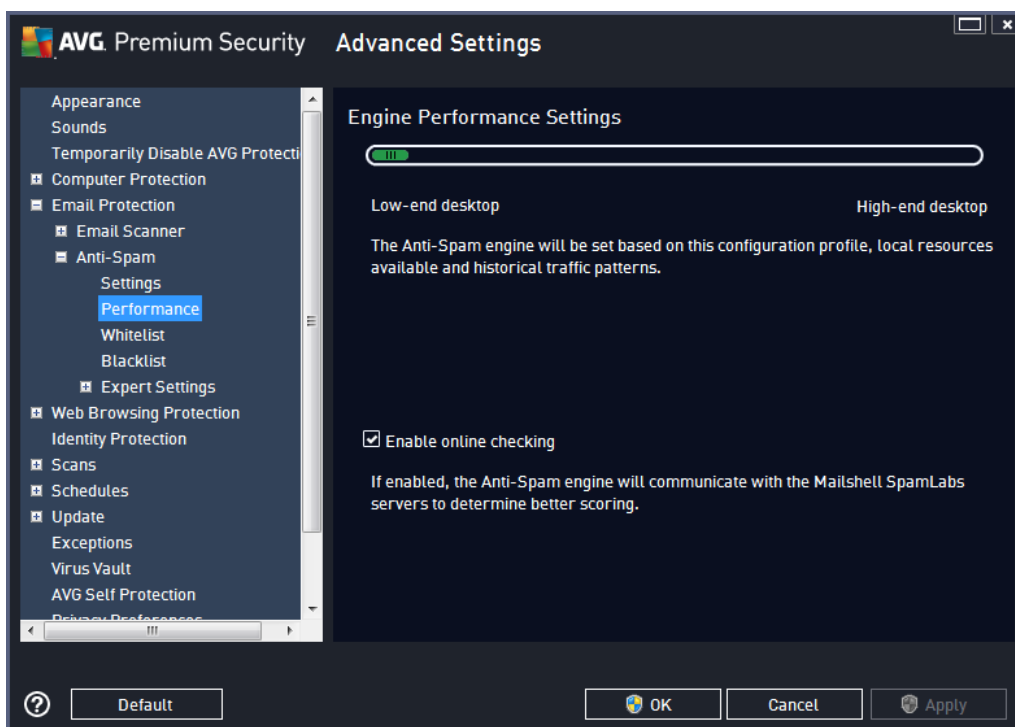 AVG. Premium Security
Advanced Settings
Appearance
Sounds
Temporarily Disable AVG Protecti
Computer Protection
Email Protection
Email Scanner
Anti-Spam
Settings
Performance
Whitelist
Blacklist
Expert Settings
Web Browsing Protection
Identity Protection
Scans
Schedules
Update
Exceptions
Virus Vault
AVG Self Protection
Privacy Preferences
Engine Performance Settings
Low-end desktop
High-end desktop
The Anti-Spam engine will be set based on this configuration profile, local resources
available and historical traffic patterns.
Enable online checking
If enabled, the Anti-Spam engine will communicate with the Mailshell SpamLabs
servers to determine better scoring.
Default
OK
Cancel
Apply